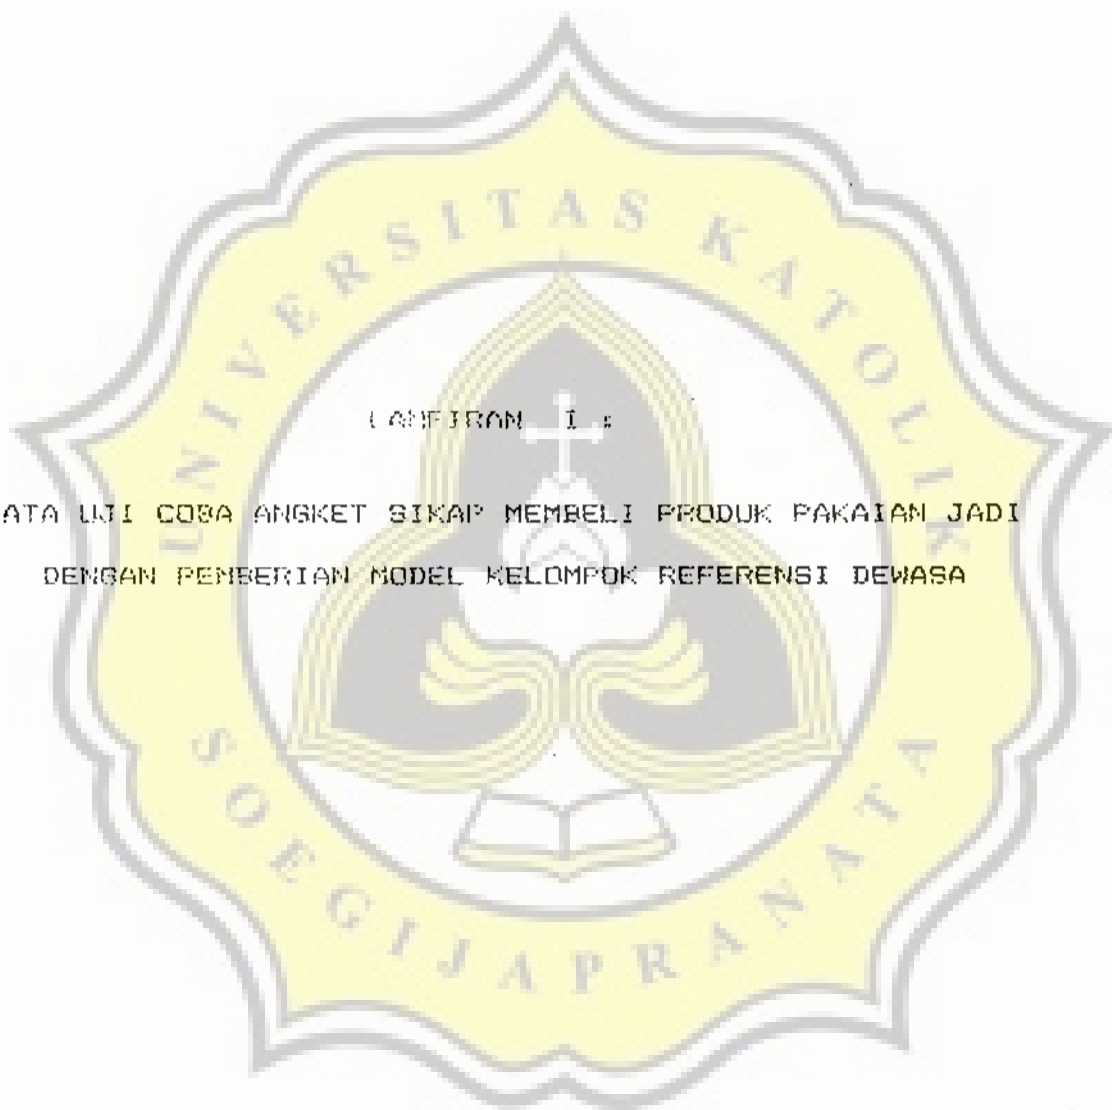 UNIVERSITAS KATOLIK
LAMPIRAN I :
ATA UJI COBA ANGKET SIKAP MEMBELI PRODUK PAKAIAN JADI
DENGAN PEMBERIAN MODEL KELOMPOK REFERENSI DEWASA
SOEGIJAPRANATA